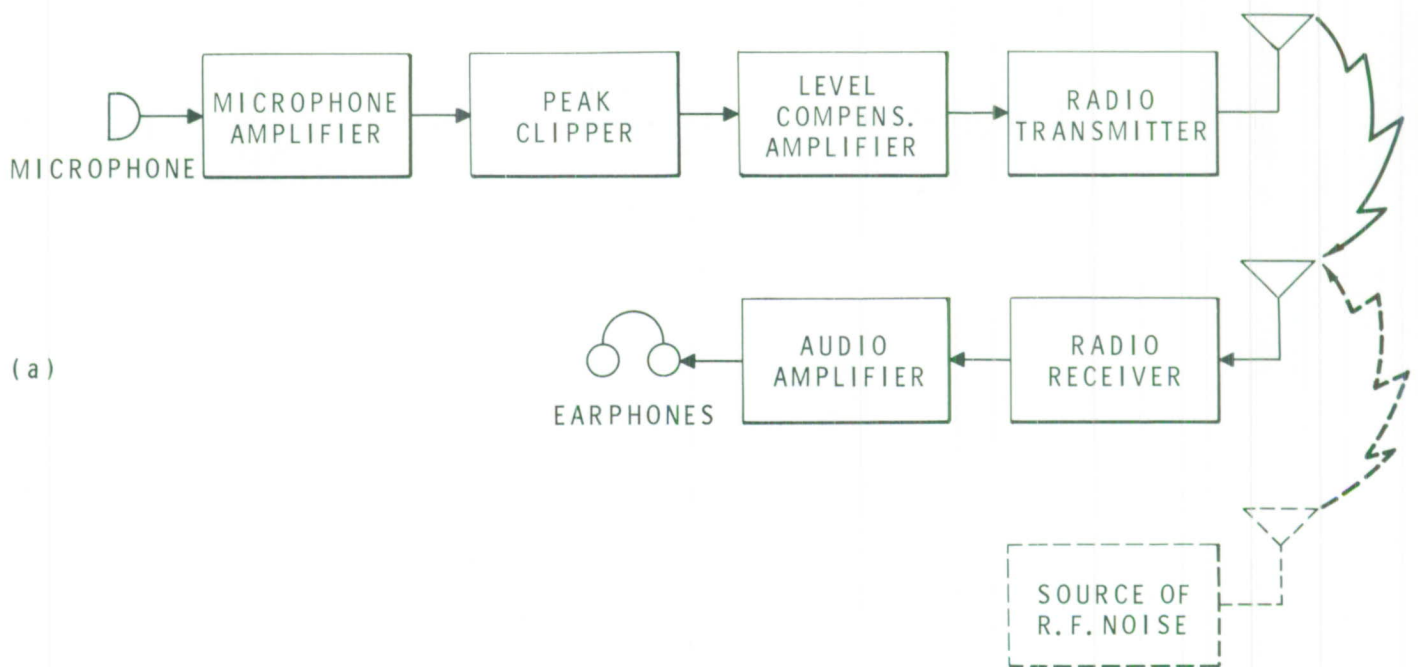 MICROPHONE
MICROPHONE
AMPLIFIER
PEAK
CLIPPER
LEVEL
COMPENS.
AMPLIFIER
RADIO
TRANSMITTER
(a)
EARPHONES
AUDIO
AMPLIFIER
RADIO
RECEIVER
SOURCE OF
R.F. NOISE